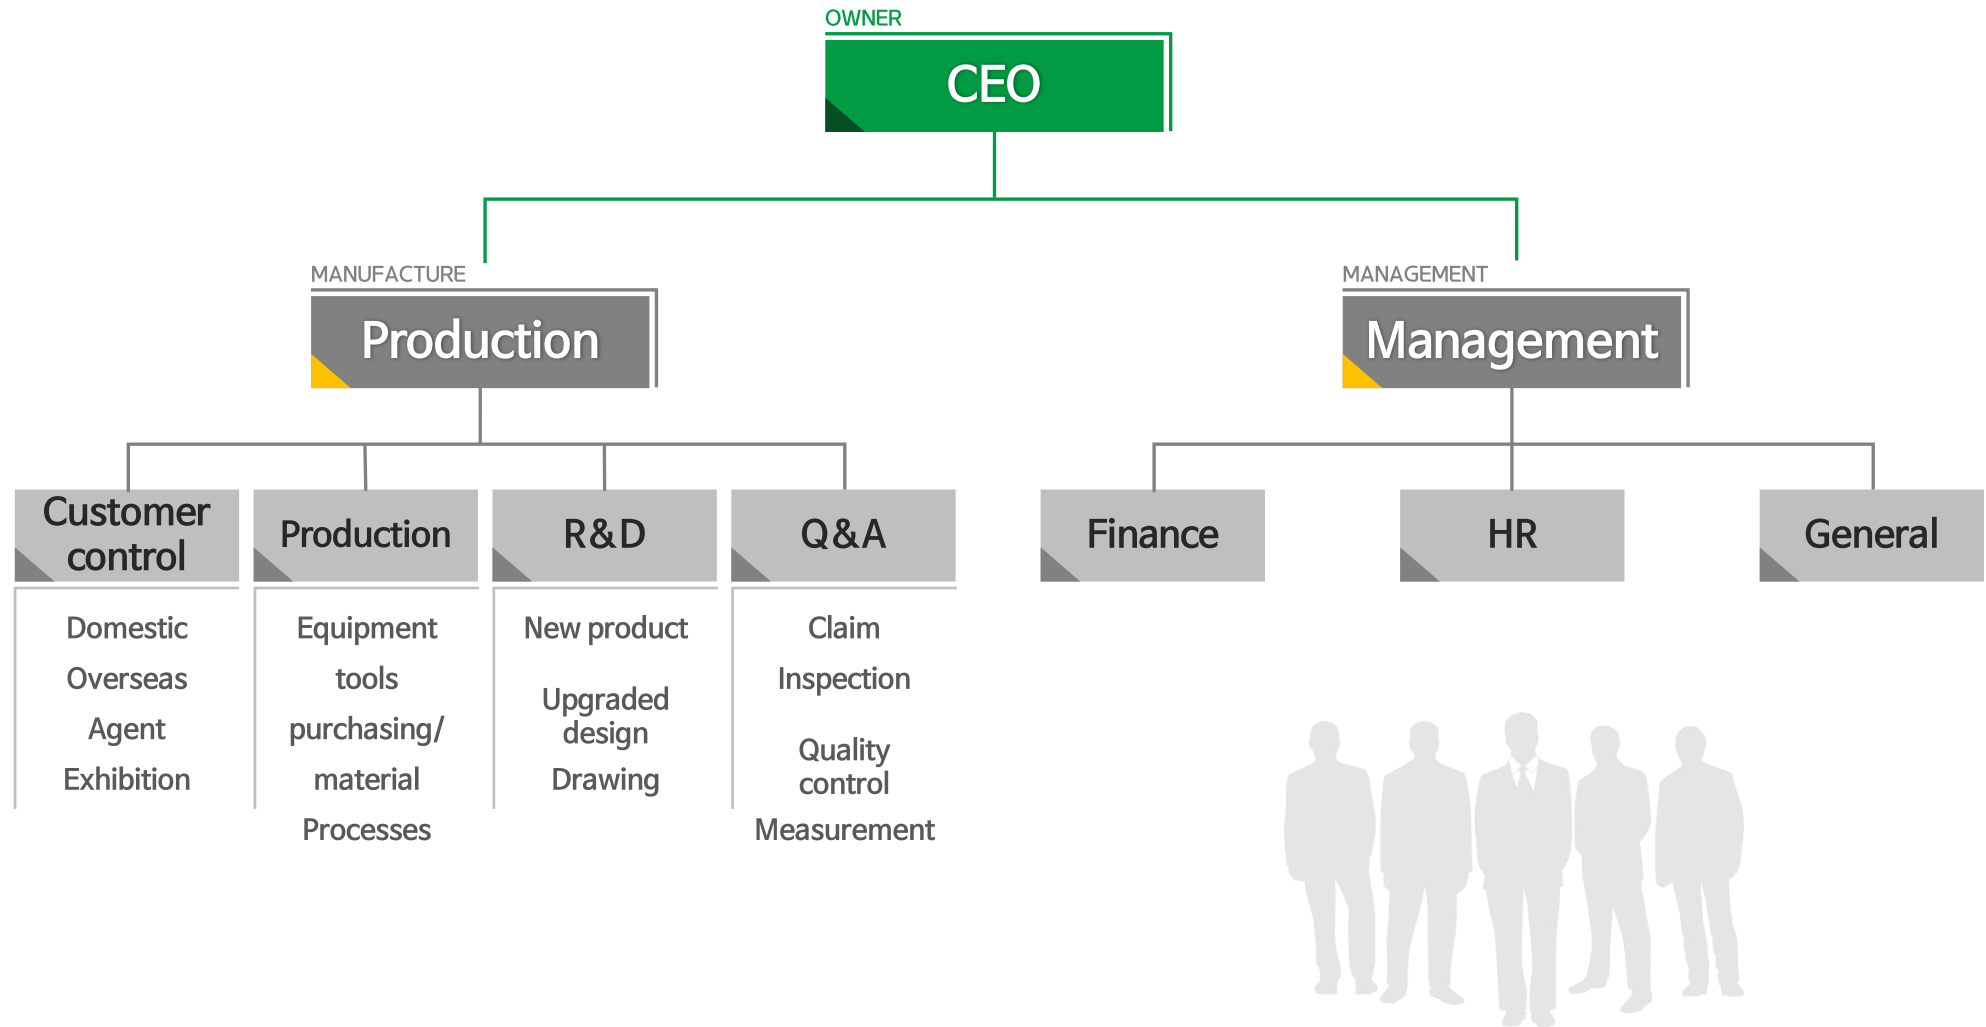 OWNER
CEO
MANUFACTURE
Production
MANAGEMENT
Management
Customer
control
Domestic
Overseas
Agent
Exhibition
Production
Equipment
tools
purchasing/
material
Processes
R&D
New product
Upgraded
design
Drawing
Q&A
Claim
Inspection
Quality
control
Measurement
Finance
HR
General